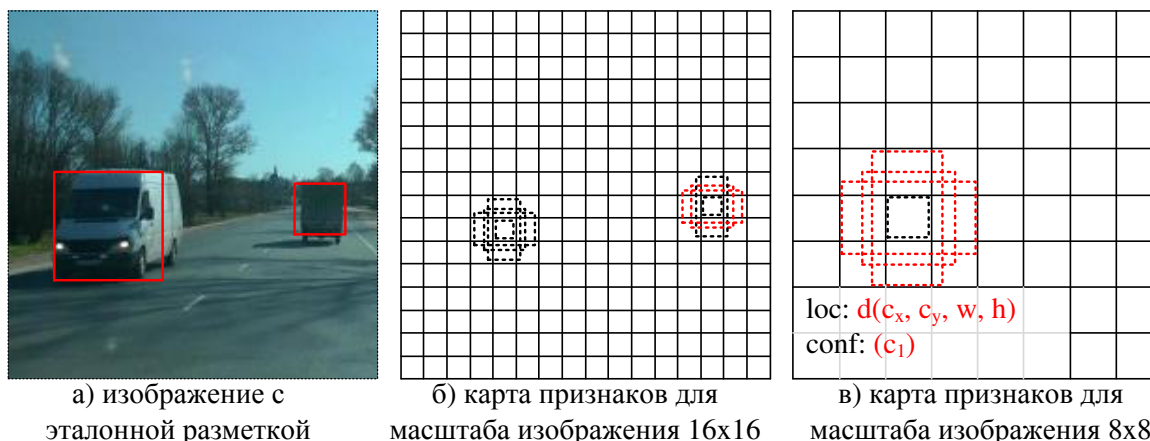 loc: d(cₓ, cᵧ, w, h)
conf: (c₁)
а) изображение с
эталонной разметкой
б) карта признаков для
масштаба изображения 16x16
в) карта признаков для
масштаба изображения 8x8